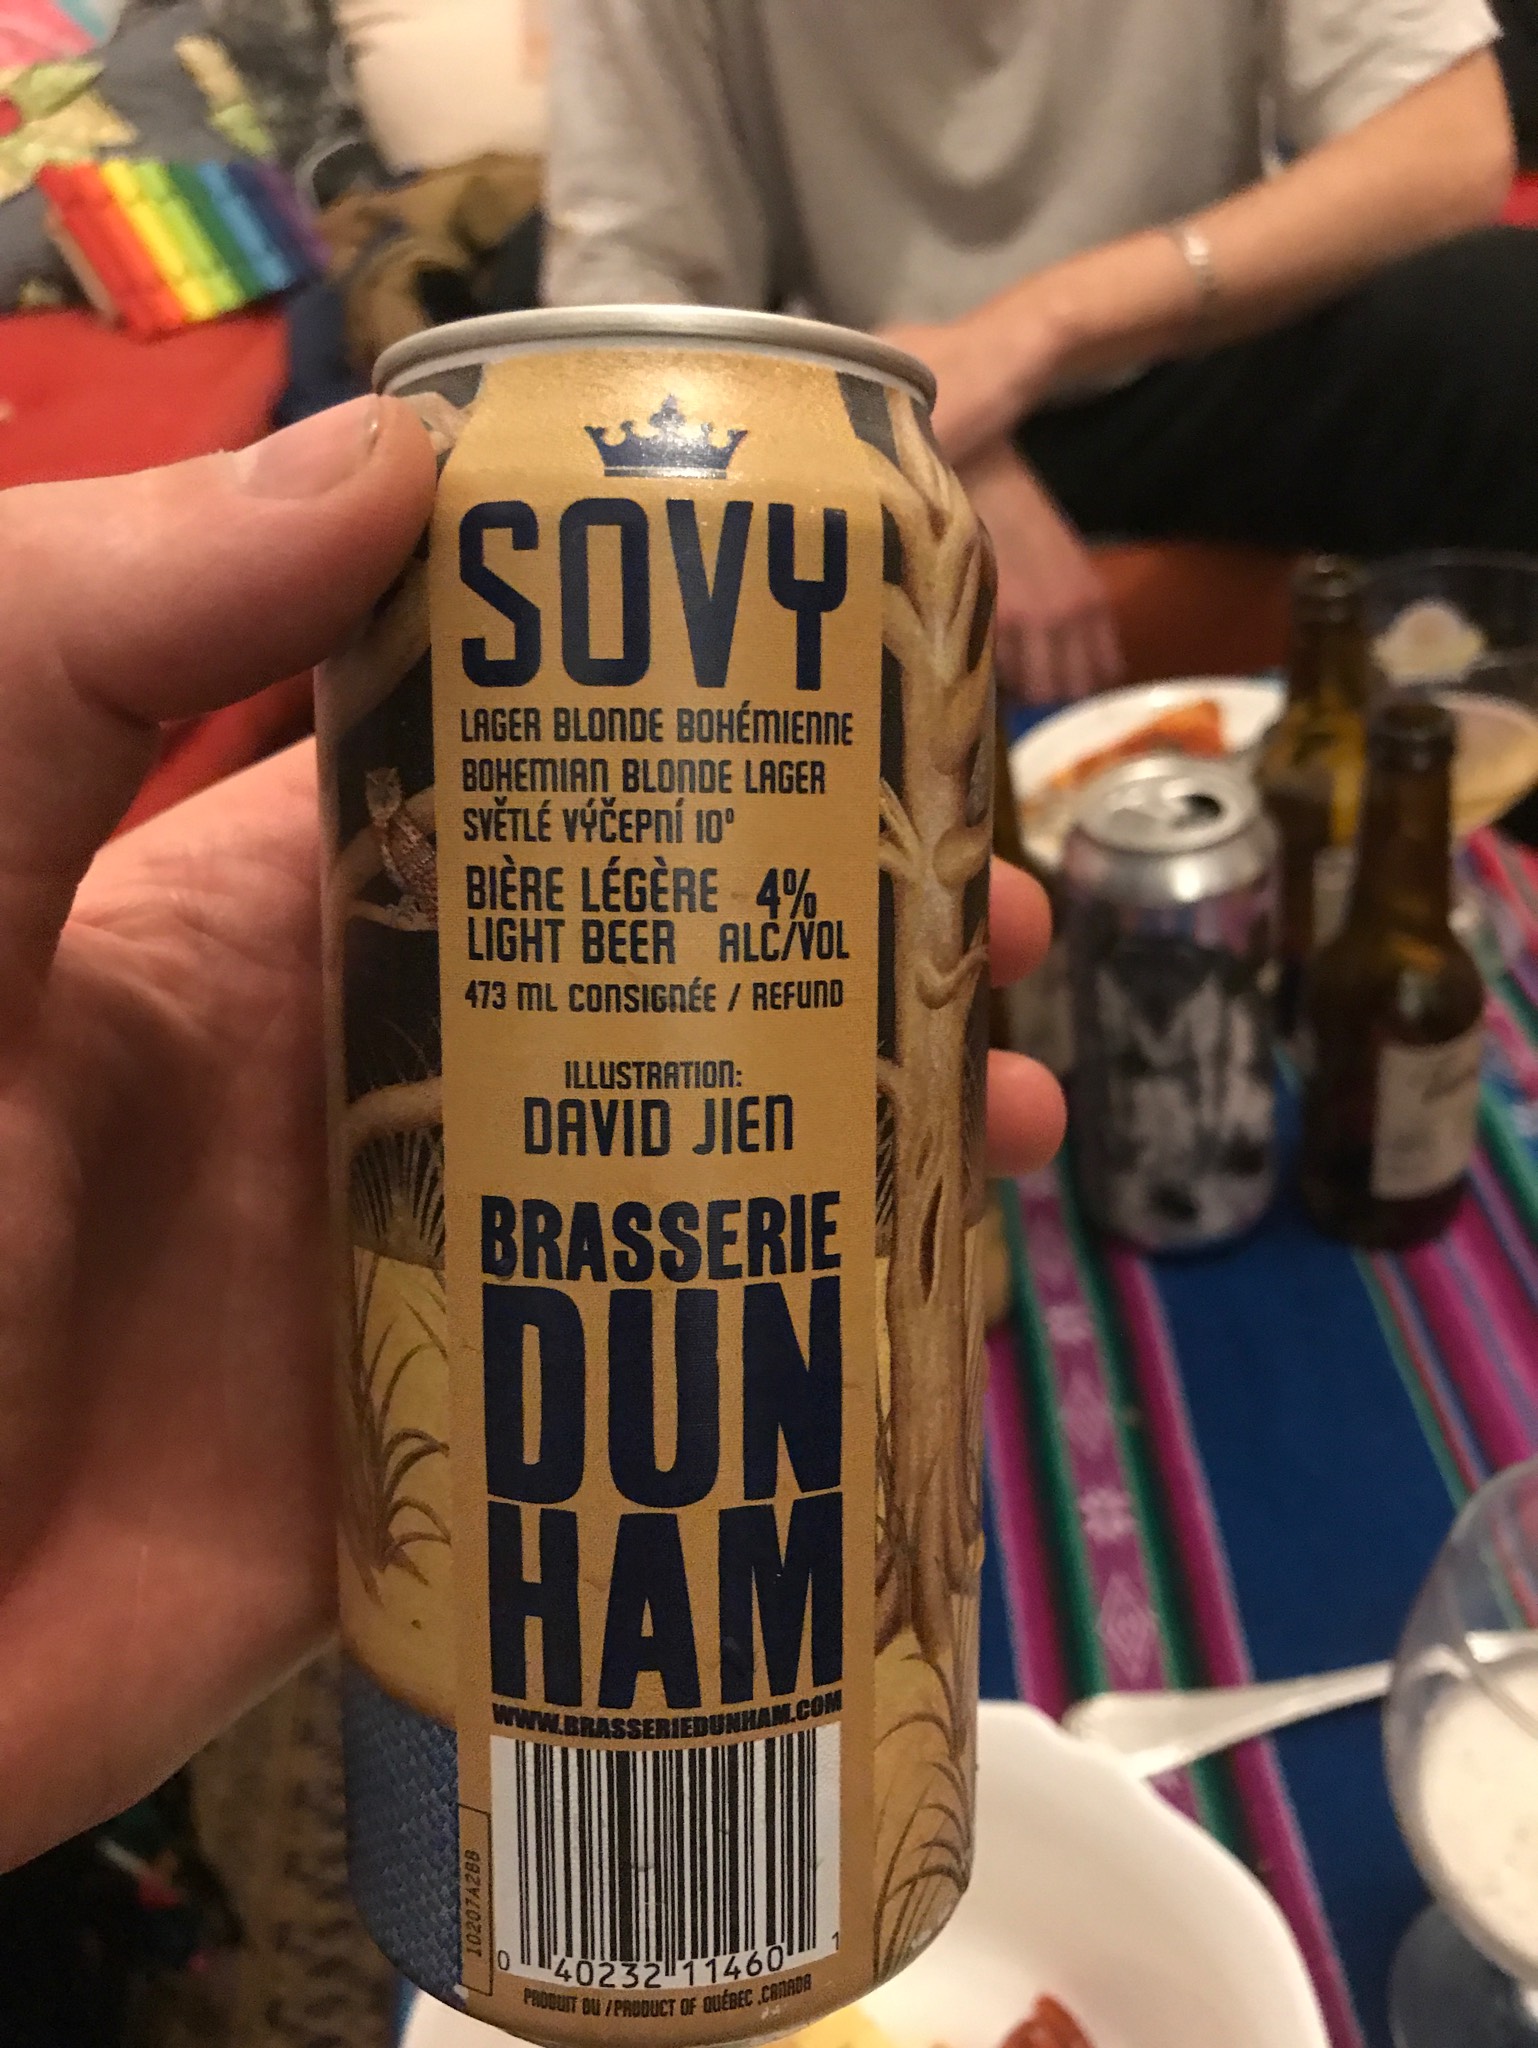 SOVY
LAGER BLONDE BOHÉMIENNE
BOHEMIAN BLONDE LAGER
SVĚTLÉ VÝČEPNÍ 10°
BIÈRE LÉGÈRE 4%
LIGHT BEER ALC/VOL
473 ML CONSIGNÉE / REFUND
ILLUSTRATION:
DAVID JIEN
BRASSERIE
DUN
HAM
WWW.BRASSERIEDUNHAM.COM
10207A2BB
0 40232 11460 1
PRODUIT DU / PRODUCT OF QUÉBEC .CANADA